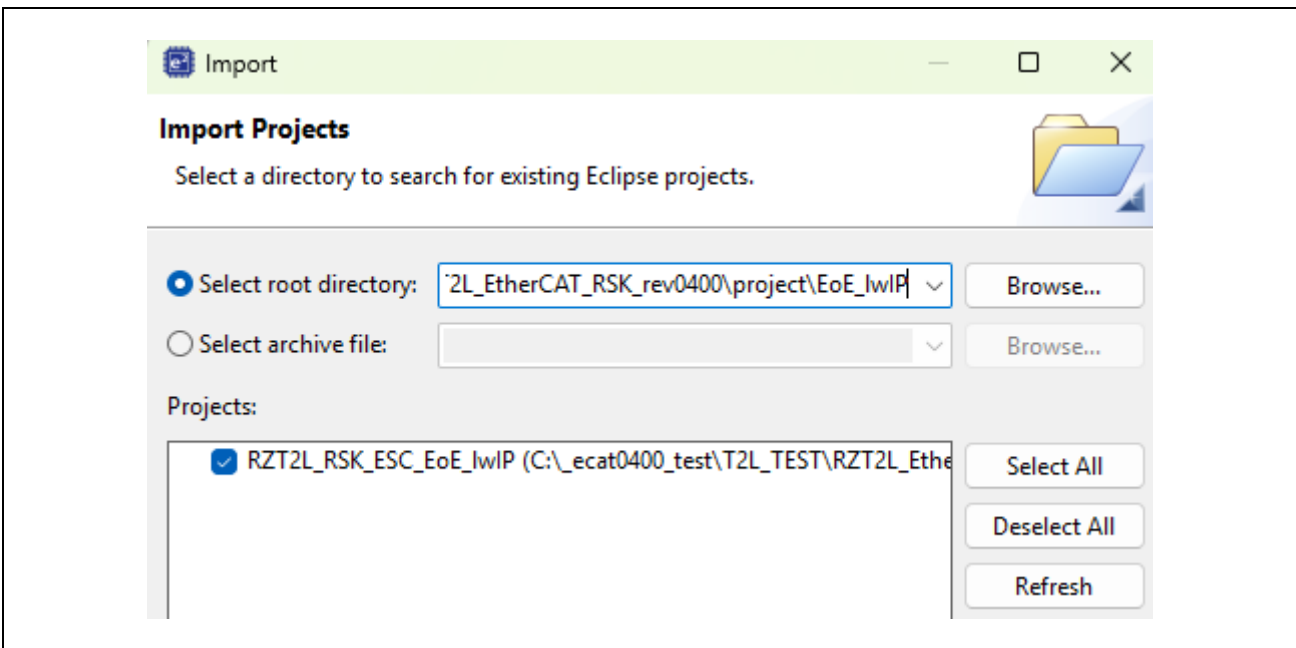 Import
Import Projects
Select a directory to search for existing Eclipse projects.
Select root directory: 2L_EtherCAT_RSK_rev0400\project\EoE_lwIP Browse...
Select archive file: Browse...
Projects:
RZT2L_RSK_ESC_EoE_lwIP (C:\_ecat0400_test\T2L_TEST\RZT2L_Ethe
Select All
Deselect All
Refresh